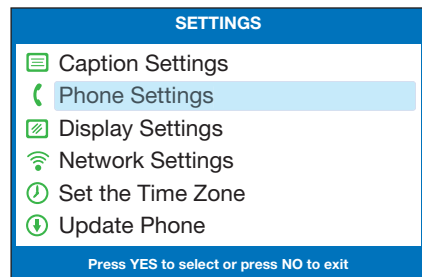 SETTINGS
Caption Settings
Phone Settings
Display Settings
Network Settings
Set the Time Zone
Update Phone
Press YES to select or press NO to exit